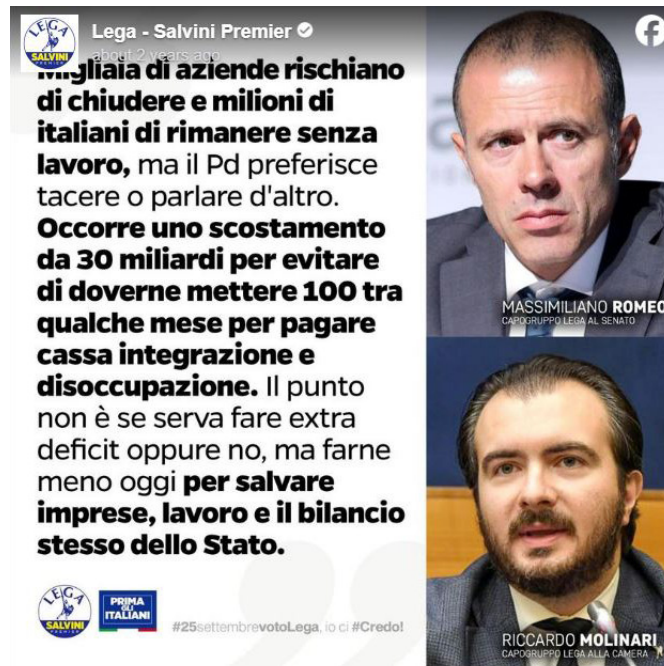 LEGA
SALVINI
PREMIER
Lega - Salvini Premier
about 2 years ago
Migliaia di aziende rischiano
di chiudere e milioni di
italiani di rimanere senza
lavoro, ma il Pd preferisce
tacere o parlare d'altro.
Occorre uno scostamento
da 30 miliardi per evitare
di doverne mettere 100 tra
qualche mese per pagare
cassa integrazione e
disoccupazione. Il punto
non è se serva fare extra
deficit oppure no, ma farne
meno oggi per salvare
imprese, lavoro e il bilancio
stesso dello Stato.
MASSIMILIANO ROMEO
CAPOGRUPPO LEGA AL SENATO
RICCARDO MOLINARI
CAPOGRUPPO LEGA ALLA CAMERA
LEGA
SALVINI
PREMIER
PRIMA
GLI
ITALIANI
#25settembrevotoLega, io ci #Credo!